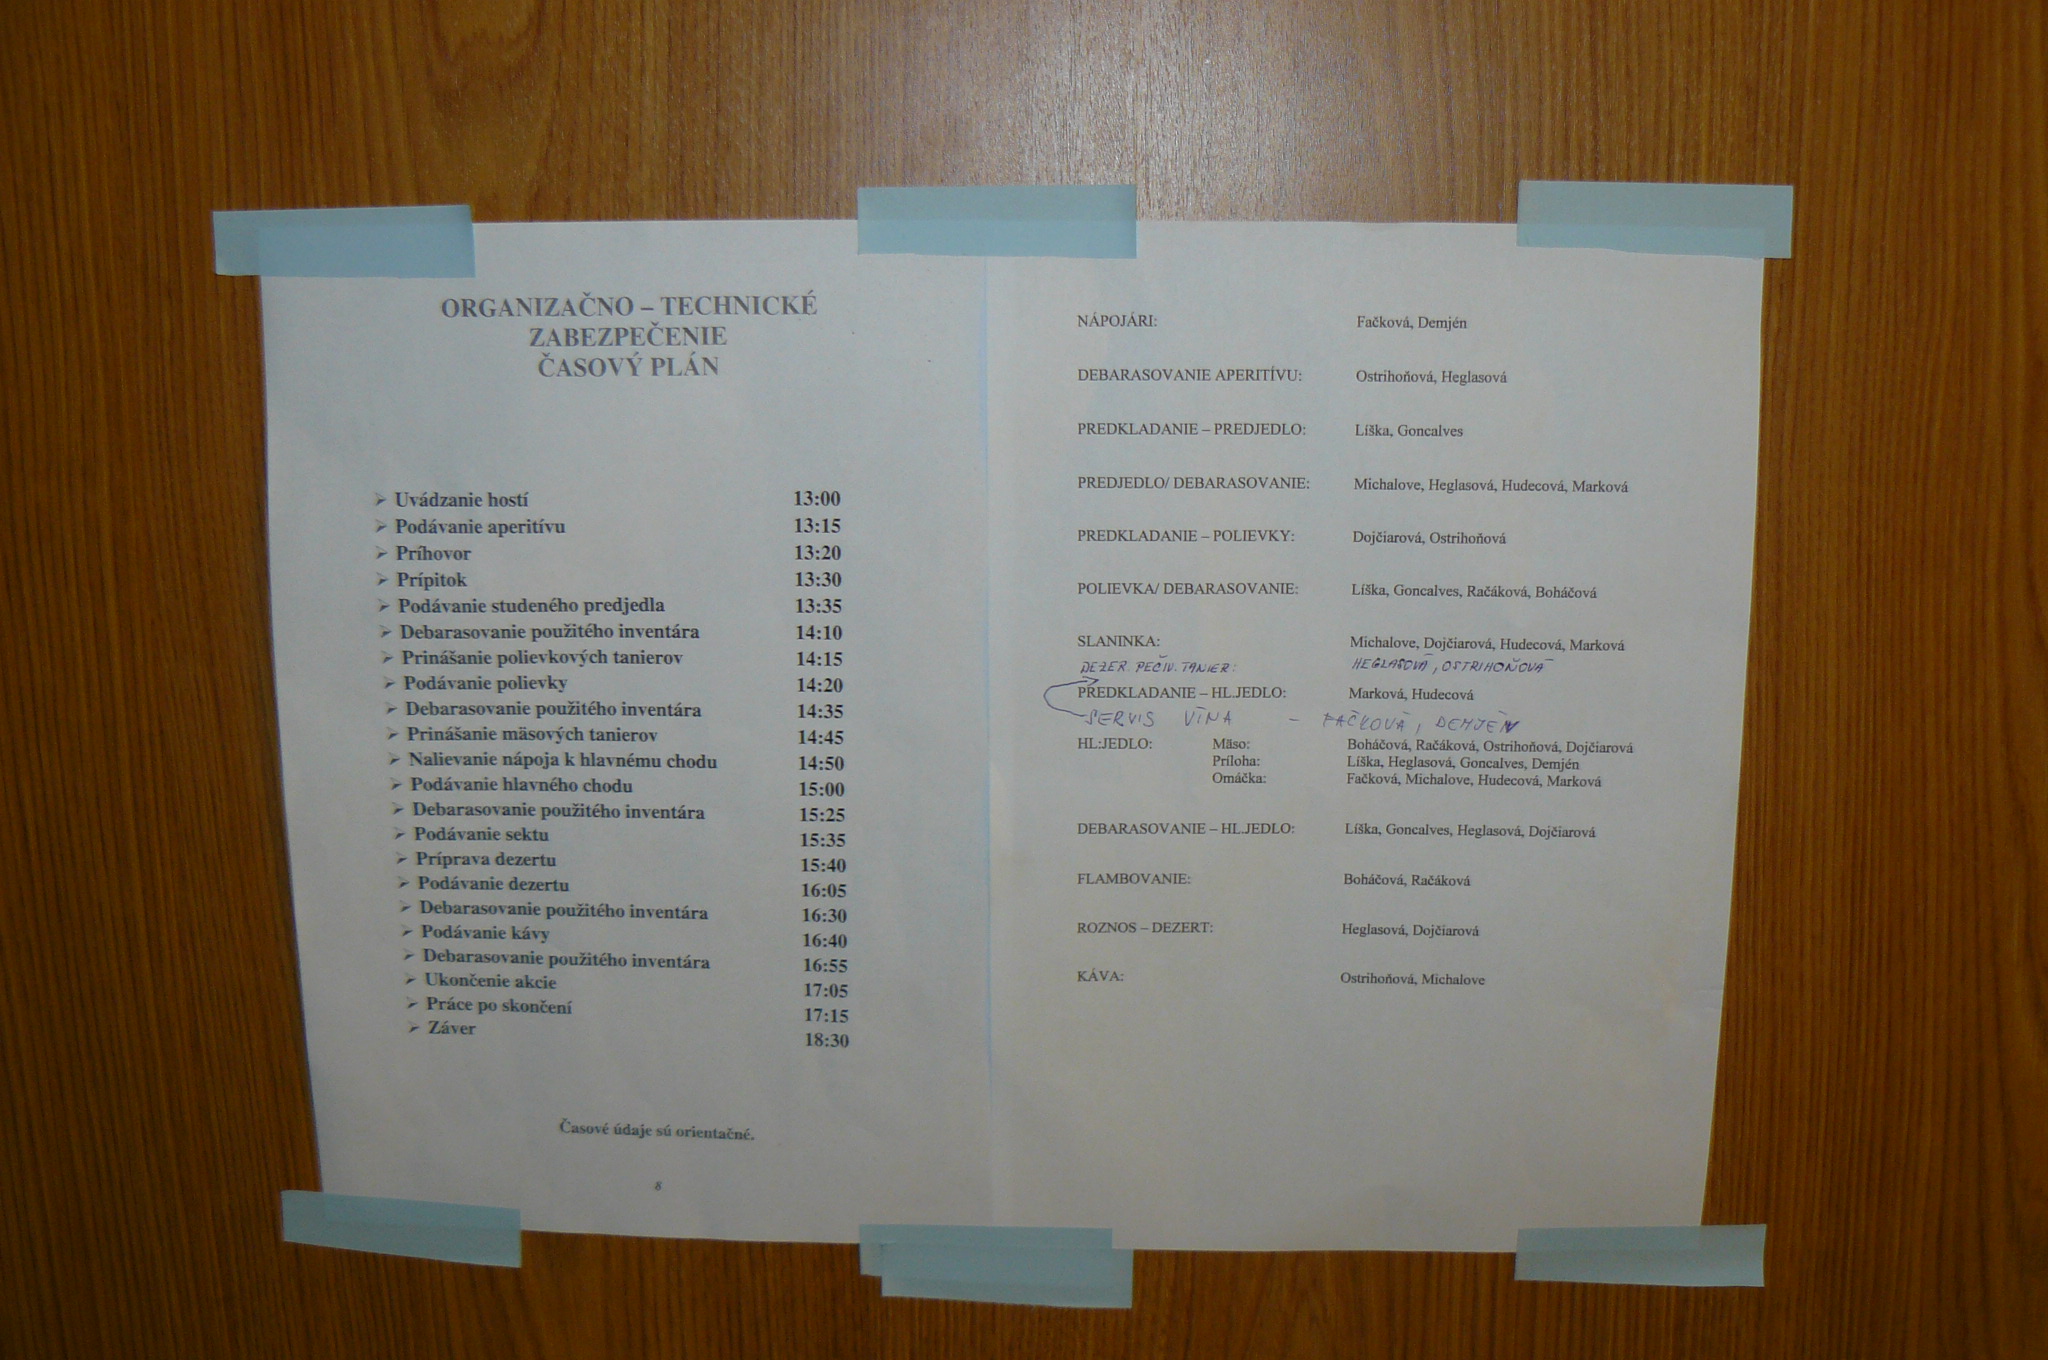 ORGANIZAČNO – TECHNICKÉ
ZABEZPEČENIE
ČASOVÝ PLÁN
➢ Uvádzanie hostí 13:00
➢ Podávanie aperitívu 13:15
➢ Príhovor 13:20
➢ Prípitok 13:30
➢ Podávanie studeného predjedla 13:35
➢ Debarasovanie použitého inventára 14:10
➢ Prinášanie polievkových tanierov 14:15
➢ Podávanie polievky 14:20
➢ Debarasovanie použitého inventára 14:35
➢ Prinášanie mäsových tanierov 14:45
➢ Nalievanie nápoja k hlavnému chodu 14:50
➢ Podávanie hlavného chodu 15:00
➢ Debarasovanie použitého inventára 15:25
➢ Podávanie sektu 15:35
➢ Príprava dezertu 15:40
➢ Podávanie dezertu 16:05
➢ Debarasovanie použitého inventára 16:30
➢ Podávanie kávy 16:40
➢ Debarasovanie použitého inventára 16:55
➢ Ukončenie akcie 17:05
➢ Práce po skončení 17:15
➢ Záver 18:30
Časové údaje sú orientačné.
8
NÁPOJÁRI: Fačková, Demjén
DEBARASOVANIE APERITÍVU: Ostrihoňová, Heglasová
PREDKLADANIE – PREDJEDLO: Líška, Goncalves
PREDJEDLO/ DEBARASOVANIE: Michalove, Heglasová, Hudecová, Marková
PREDKLADANIE – POLIEVKY: Dojčiarová, Ostrihoňová
POLIEVKA/ DEBARASOVANIE: Líška, Goncalves, Račáková, Boháčová
SLANINKA: Michalove, Dojčiarová, Hudecová, Marková
DEZER. PEČIV. TANIER: HEGLASOVÁ, OSTRIHOŇOVÁ
PREDKLADANIE – HL.JEDLO: Marková, Hudecová
SERVIS VÍNA – FAČKOVÁ, DEMJÉN
HL:JEDLO: Mäso: Boháčová, Račáková, Ostrihoňová, Dojčiarová
Príloha: Líška, Heglasová, Goncalves, Demjén
Omáčka: Fačková, Michalove, Hudecová, Marková
DEBARASOVANIE – HL.JEDLO: Líška, Goncalves, Heglasová, Dojčiarová
FLAMBOVANIE: Boháčová, Račáková
ROZNOS – DEZERT: Heglasová, Dojčiarová
KÁVA: Ostrihoňová, Michalove